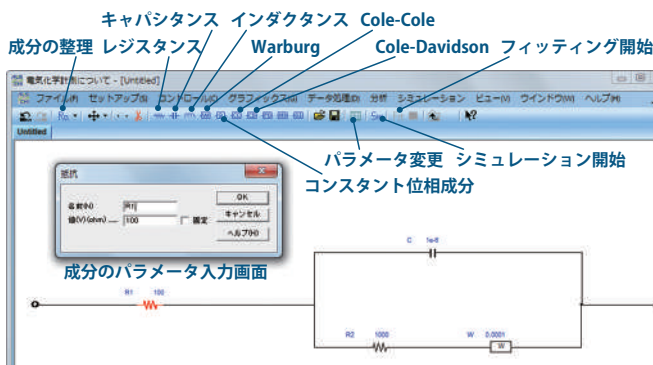 キャパシタンス インダクタンス Cole-Cole
成分の整理 レジスタンス Warburg Cole-Davidson フィッティング開始
電気化学計測について - [Untitled]
ファイル(F) セットアップ(S) コントロール(C) グラフィックス(G) データ処理(D) 分析 シミュレーション ビュー(V) ウインドウ(W) ヘルプ(H)
Untitled
パラメータ変更 シミュレーション開始
コンスタント位相成分
抵抗
名前(N) R1 OK
値(V)(ohm) 100 固定 キャンセル
ヘルプ(H)
成分のパラメータ入力画面
C 1e-8
R1 100
R2 1000 W 0.0001
W